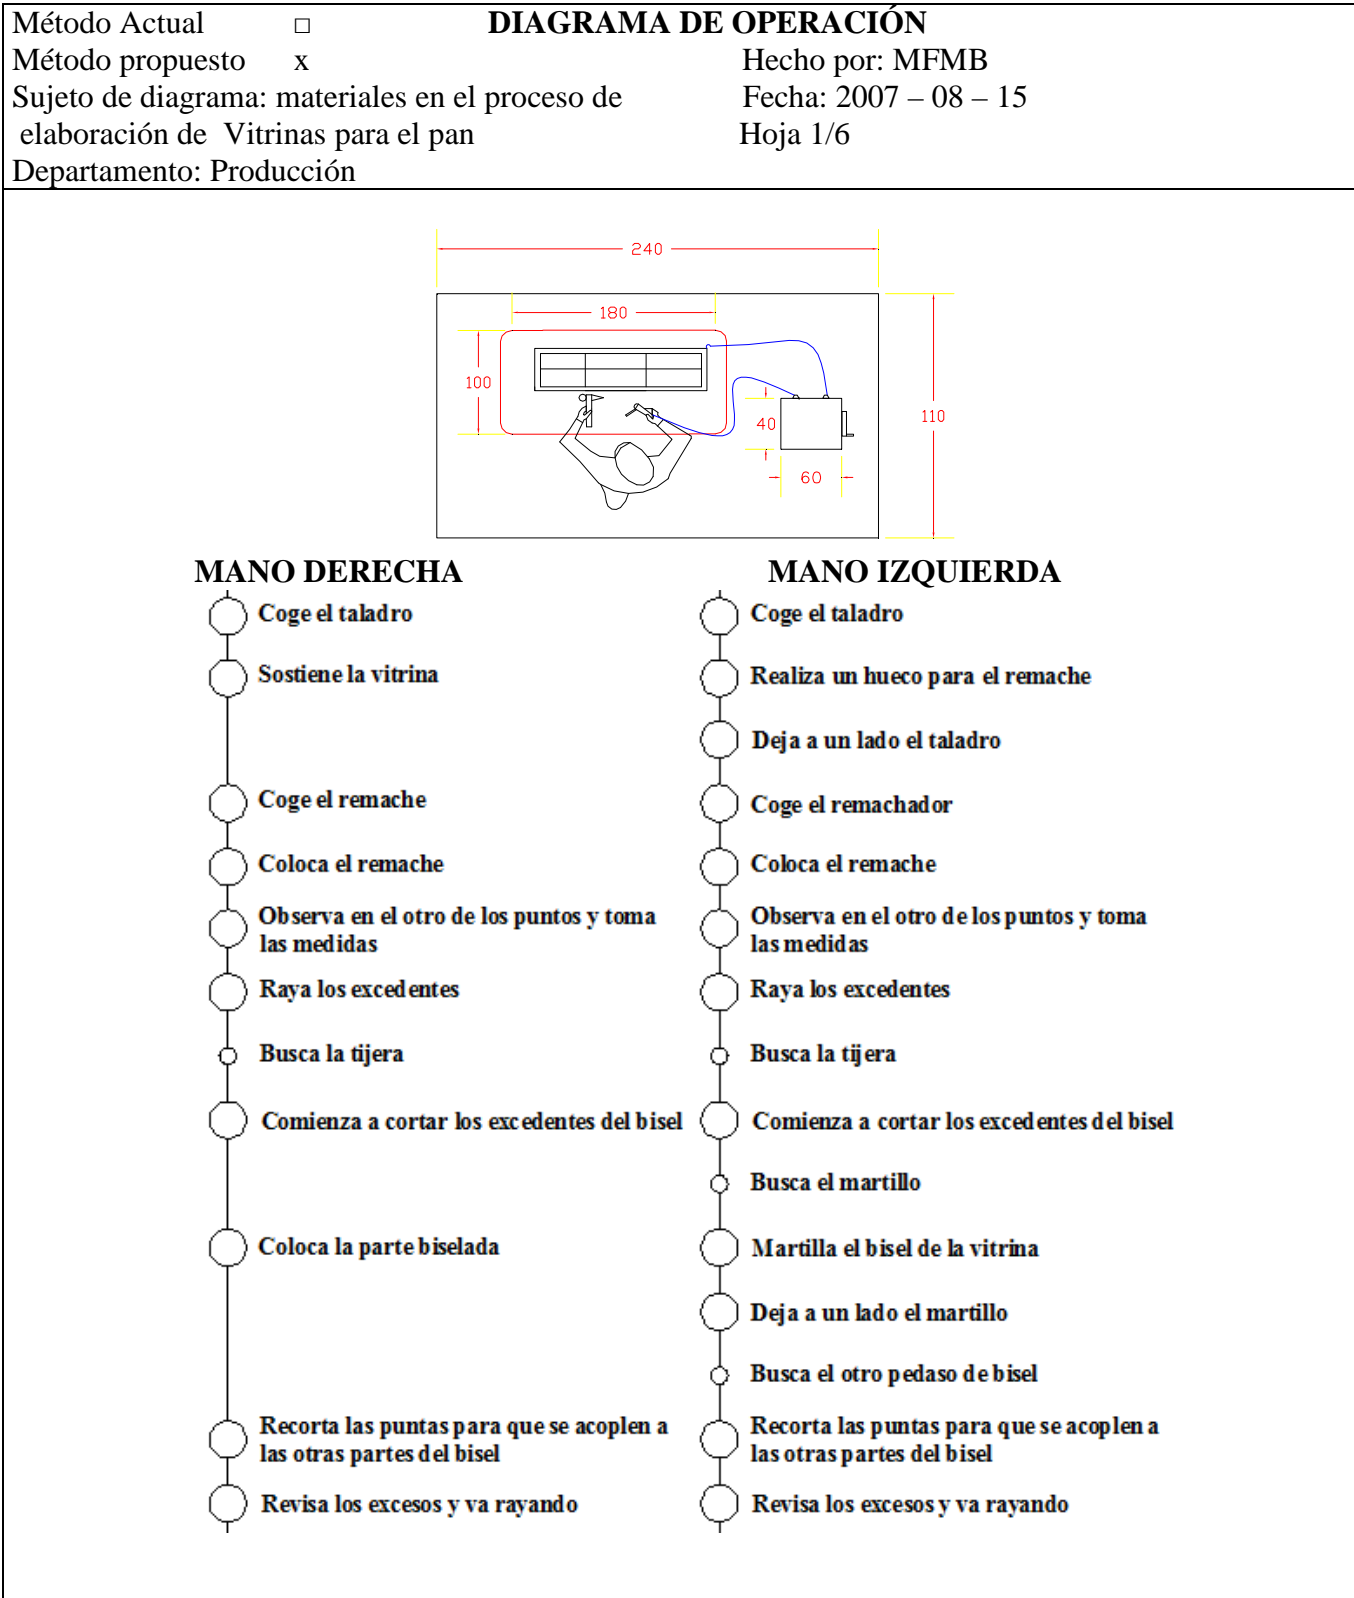 Método Actual □ DIAGRAMA DE OPERACIÓN
Método propuesto x Hecho por: MFMB
Sujeto de diagrama: materiales en el proceso de Fecha: 2007 – 08 – 15
elaboración de Vitrinas para el pan Hoja 1/6
Departamento: Producción
240
180
100
40
110
60
MANO DERECHA MANO IZQUIERDA
Coge el taladro Coge el taladro
Sostiene la vitrina Realiza un hueco para el remache
Deja a un lado el taladro
Coge el remache Coge el remachador
Coloca el remache Coloca el remache
Observa en el otro de los puntos y toma Observa en el otro de los puntos y toma
las medidas las medidas
Raya los excedentes Raya los excedentes
Busca la tijera Busca la tijera
Comienza a cortar los excedentes del bisel Comienza a cortar los excedentes del bisel
Busca el martillo
Coloca la parte biselada Martilla el bisel de la vitrina
Deja a un lado el martillo
Busca el otro pedaso de bisel
Recorta las puntas para que se acoplen a Recorta las puntas para que se acoplen a
las otras partes del bisel las otras partes del bisel
Revisa los excesos y va rayando Revisa los excesos y va rayando